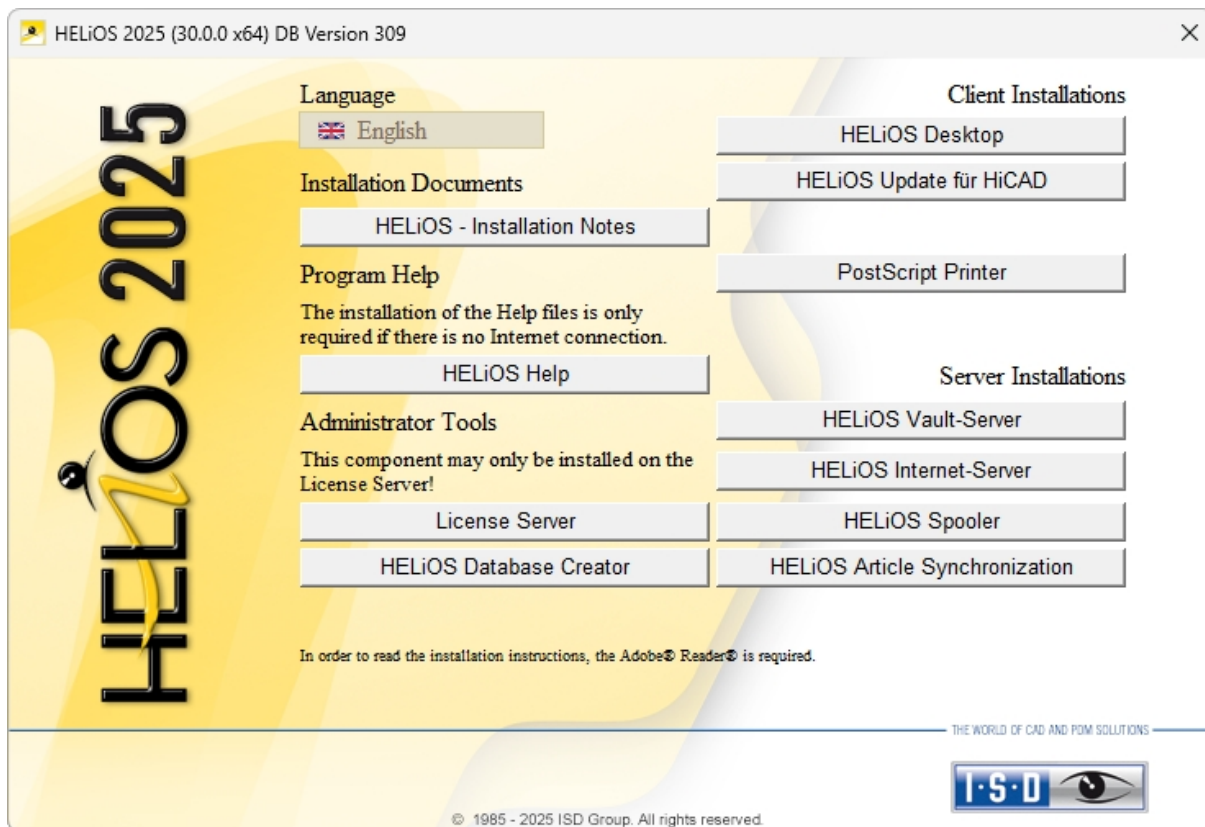 HELiOS 2025 (30.0.0 x64) DB Version 309
HELiOS 2025
Language
English
Installation Documents
HELiOS - Installation Notes
Program Help
The installation of the Help files is only
required if there is no Internet connection.
HELiOS Help
Administrator Tools
This component may only be installed on the
License Server!
License Server
HELiOS Database Creator
Client Installations
HELiOS Desktop
HELiOS Update für HiCAD
PostScript Printer
Server Installations
HELiOS Vault-Server
HELiOS Internet-Server
HELiOS Spooler
HELiOS Article Synchronization
In order to read the installation instructions, the Adobe® Reader® is required.
THE WORLD OF CAD AND PDM SOLUTIONS
I·S·D
© 1985 - 2025 ISD Group. All rights reserved.